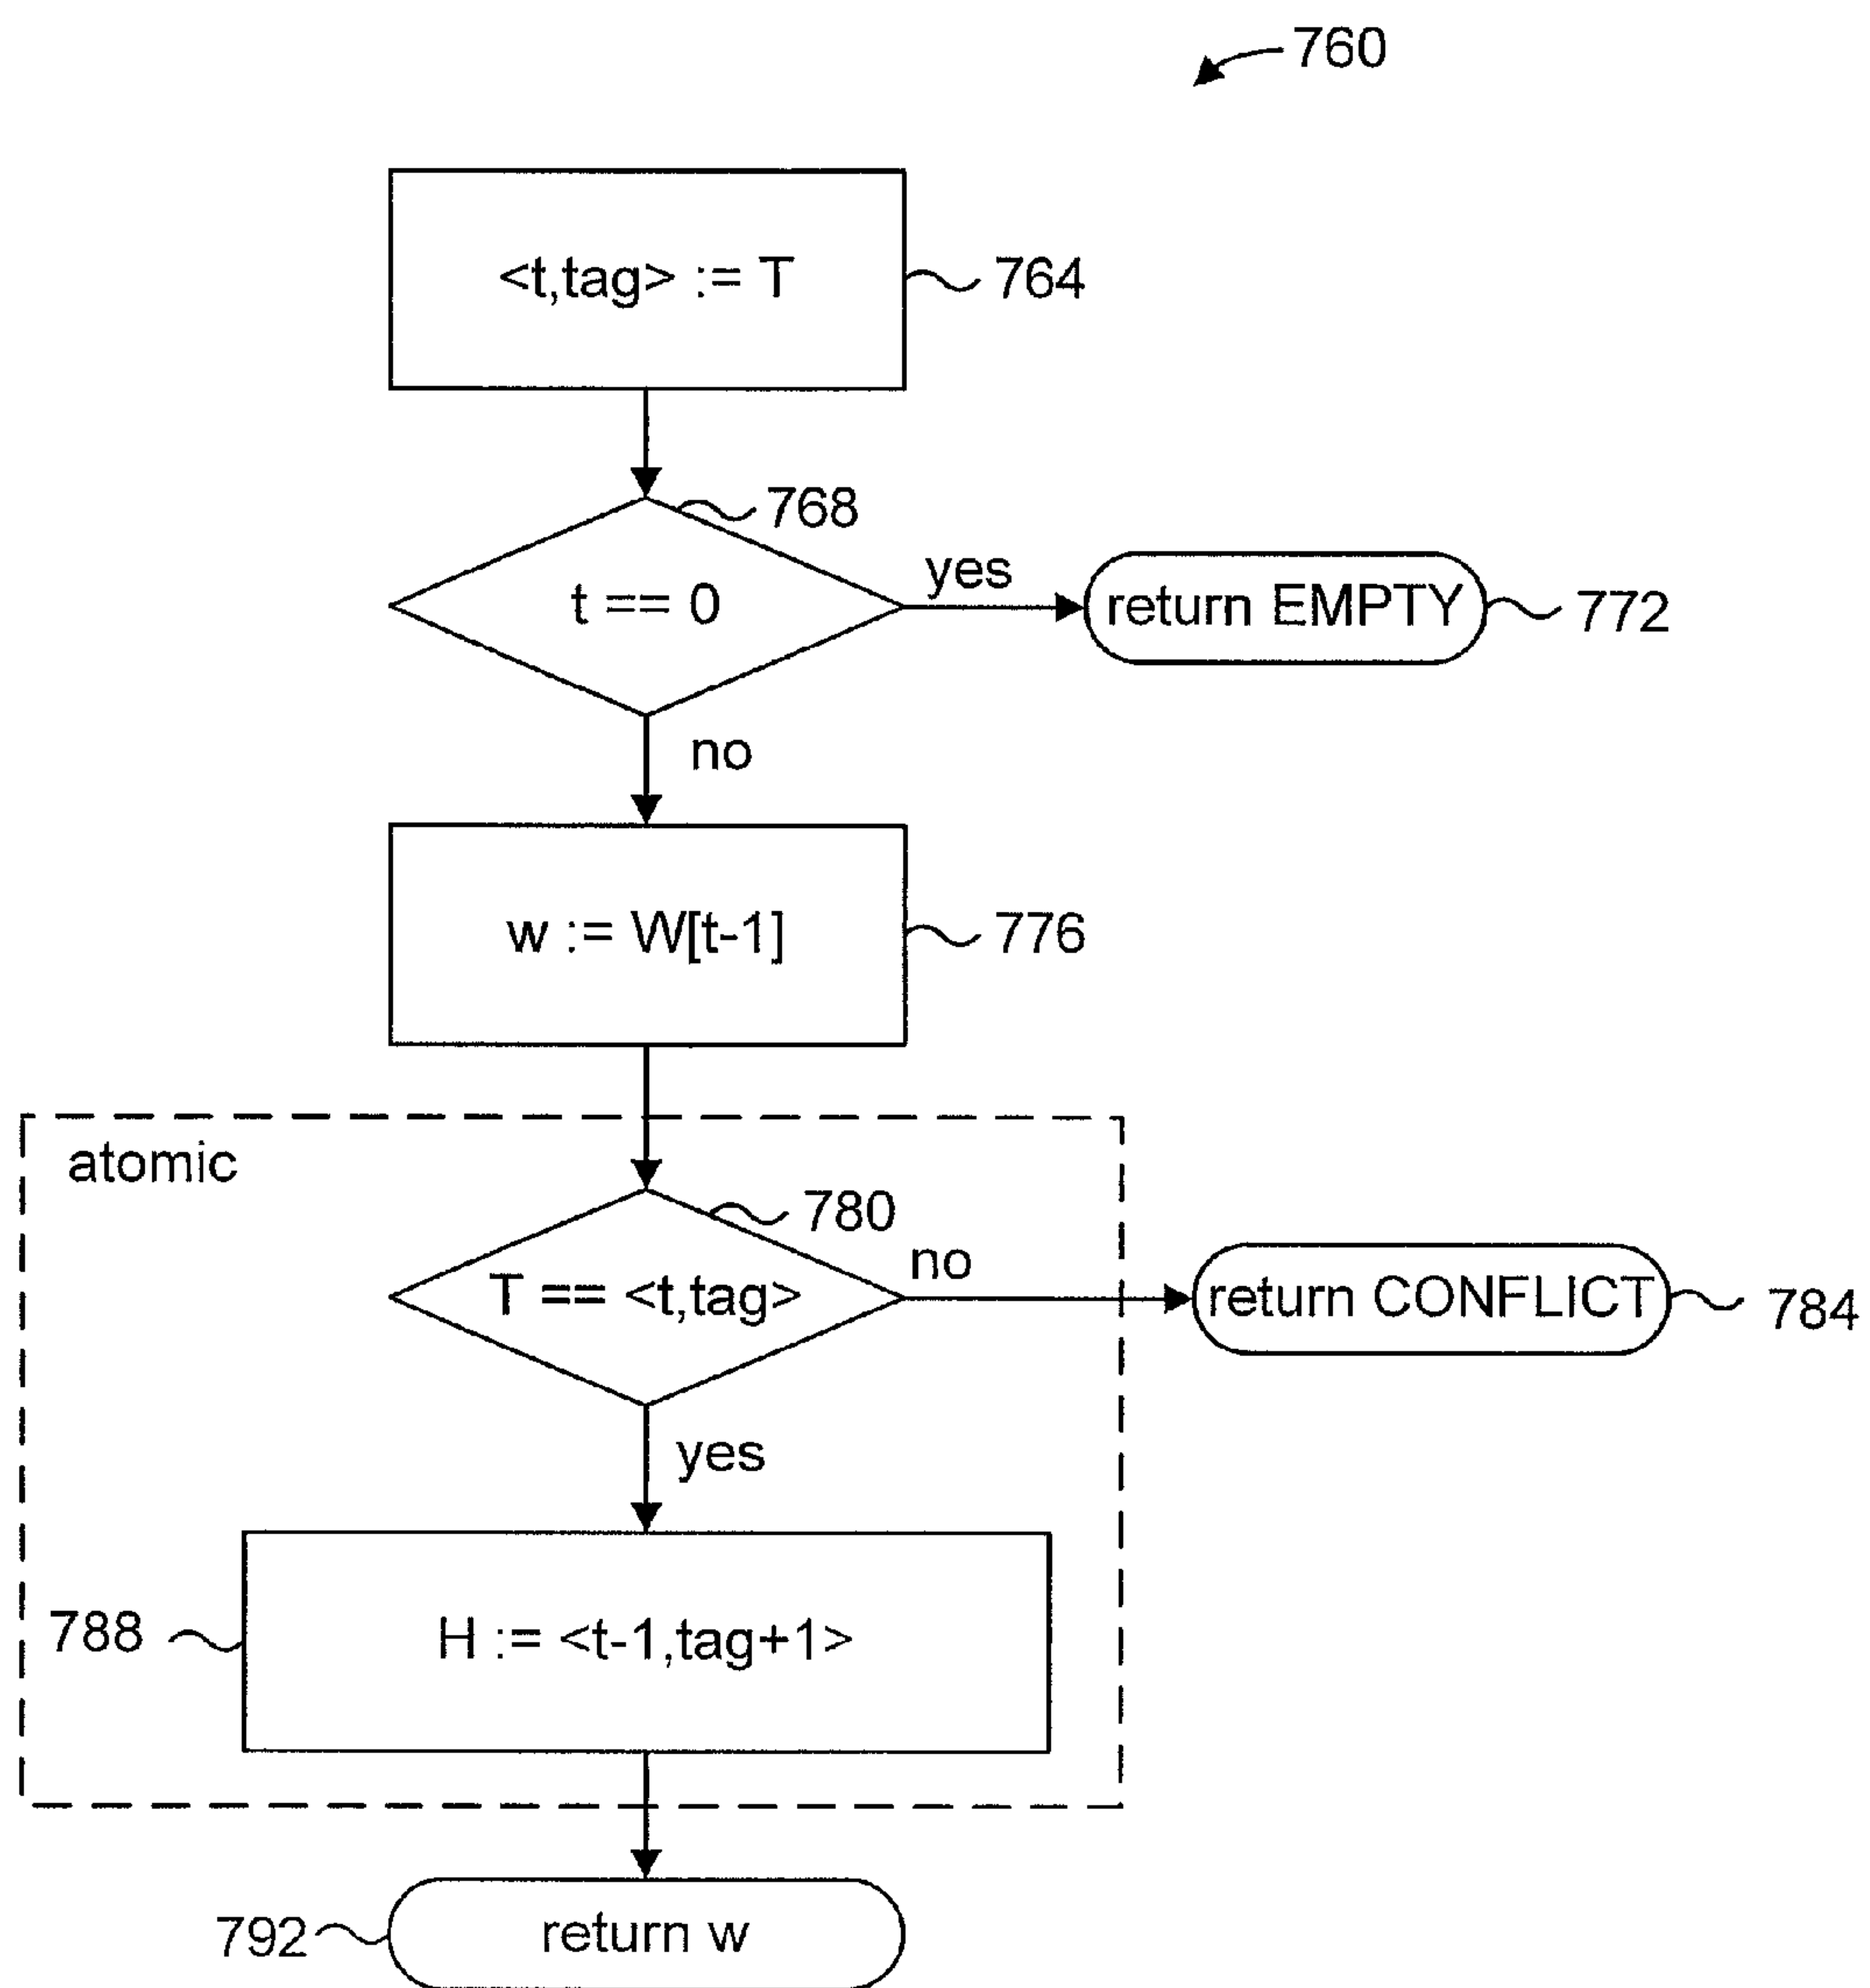 760
<t,tag> := T
764
768
t == 0
yes
return EMPTY
772
no
w := W[t-1]
776
atomic
780
T == <t,tag>
no
return CONFLICT
784
yes
788
H := <t-1,tag+1>
792
return w